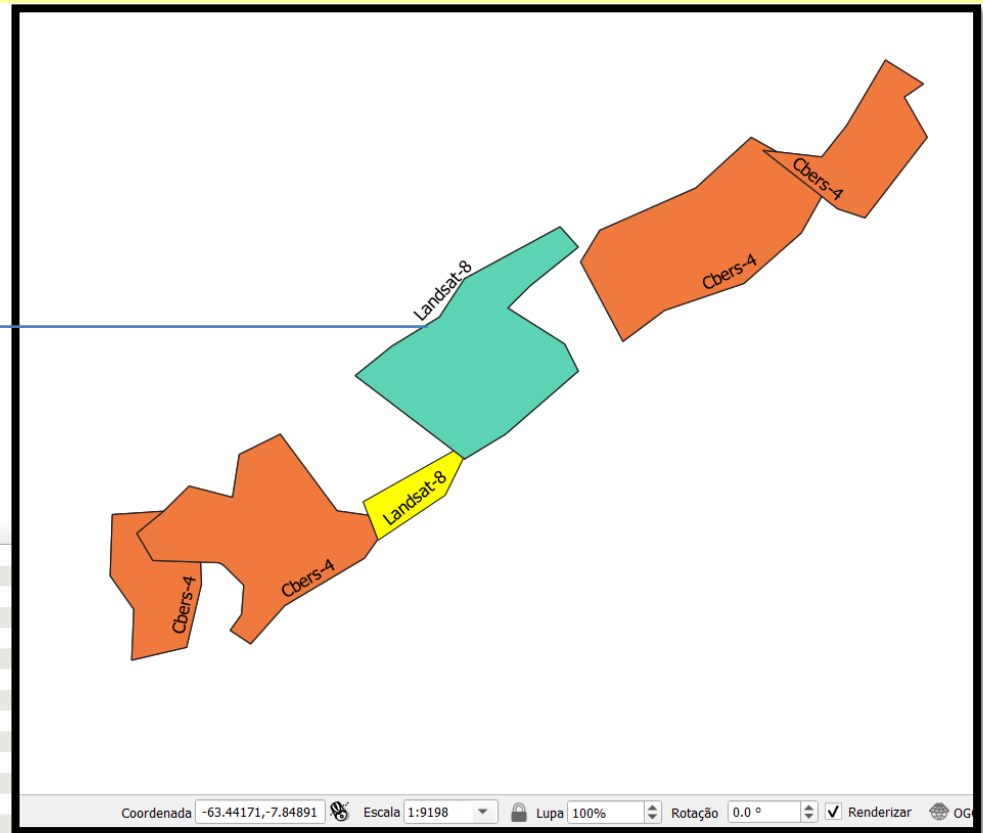 Cbers-4
Cbers-4
Landsat-8
Landsat-8
Cbers-4
Cbers-4
Coordenada -63.44171,-7.84891 Escala 1:9198 Lupa 100% Rotação 0.0 ° Renderizar